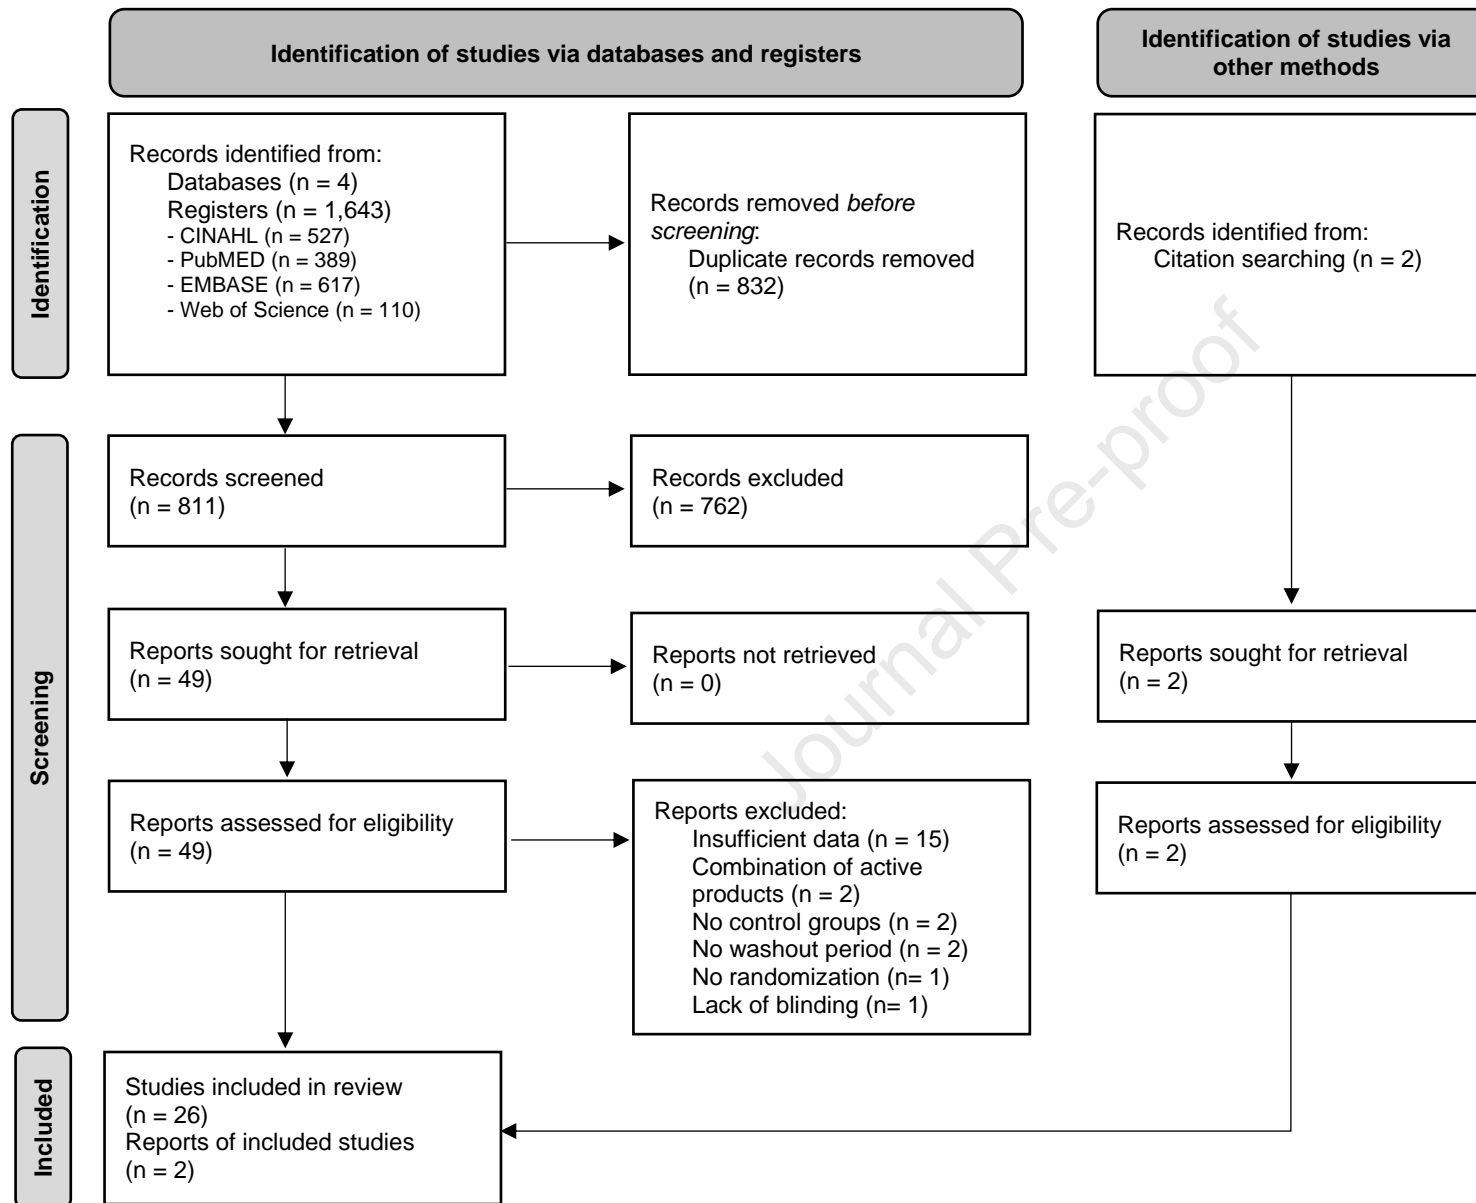 Identification of studies via databases and registers
Identification of studies via
other methods
Identification
Records identified from:
Databases (n = 4)
Registers (n = 1,643)
- CINAHL (n = 527)
- PubMED (n = 389)
- EMBASE (n = 617)
- Web of Science (n = 110)
Records removed before
screening:
Duplicate records removed
(n = 832)
Records identified from:
Citation searching (n = 2)
Screening
Records screened
(n = 811)
Records excluded
(n = 762)
Reports sought for retrieval
(n = 49)
Reports not retrieved
(n = 0)
Reports sought for retrieval
(n = 2)
Reports assessed for eligibility
(n = 49)
Reports excluded:
Insufficient data (n = 15)
Combination of active
products (n = 2)
No control groups (n = 2)
No washout period (n = 2)
No randomization (n= 1)
Lack of blinding (n= 1)
Reports assessed for eligibility
(n = 2)
Included
Studies included in review
(n = 26)
Reports of included studies
(n = 2)
Journal Pre-proof